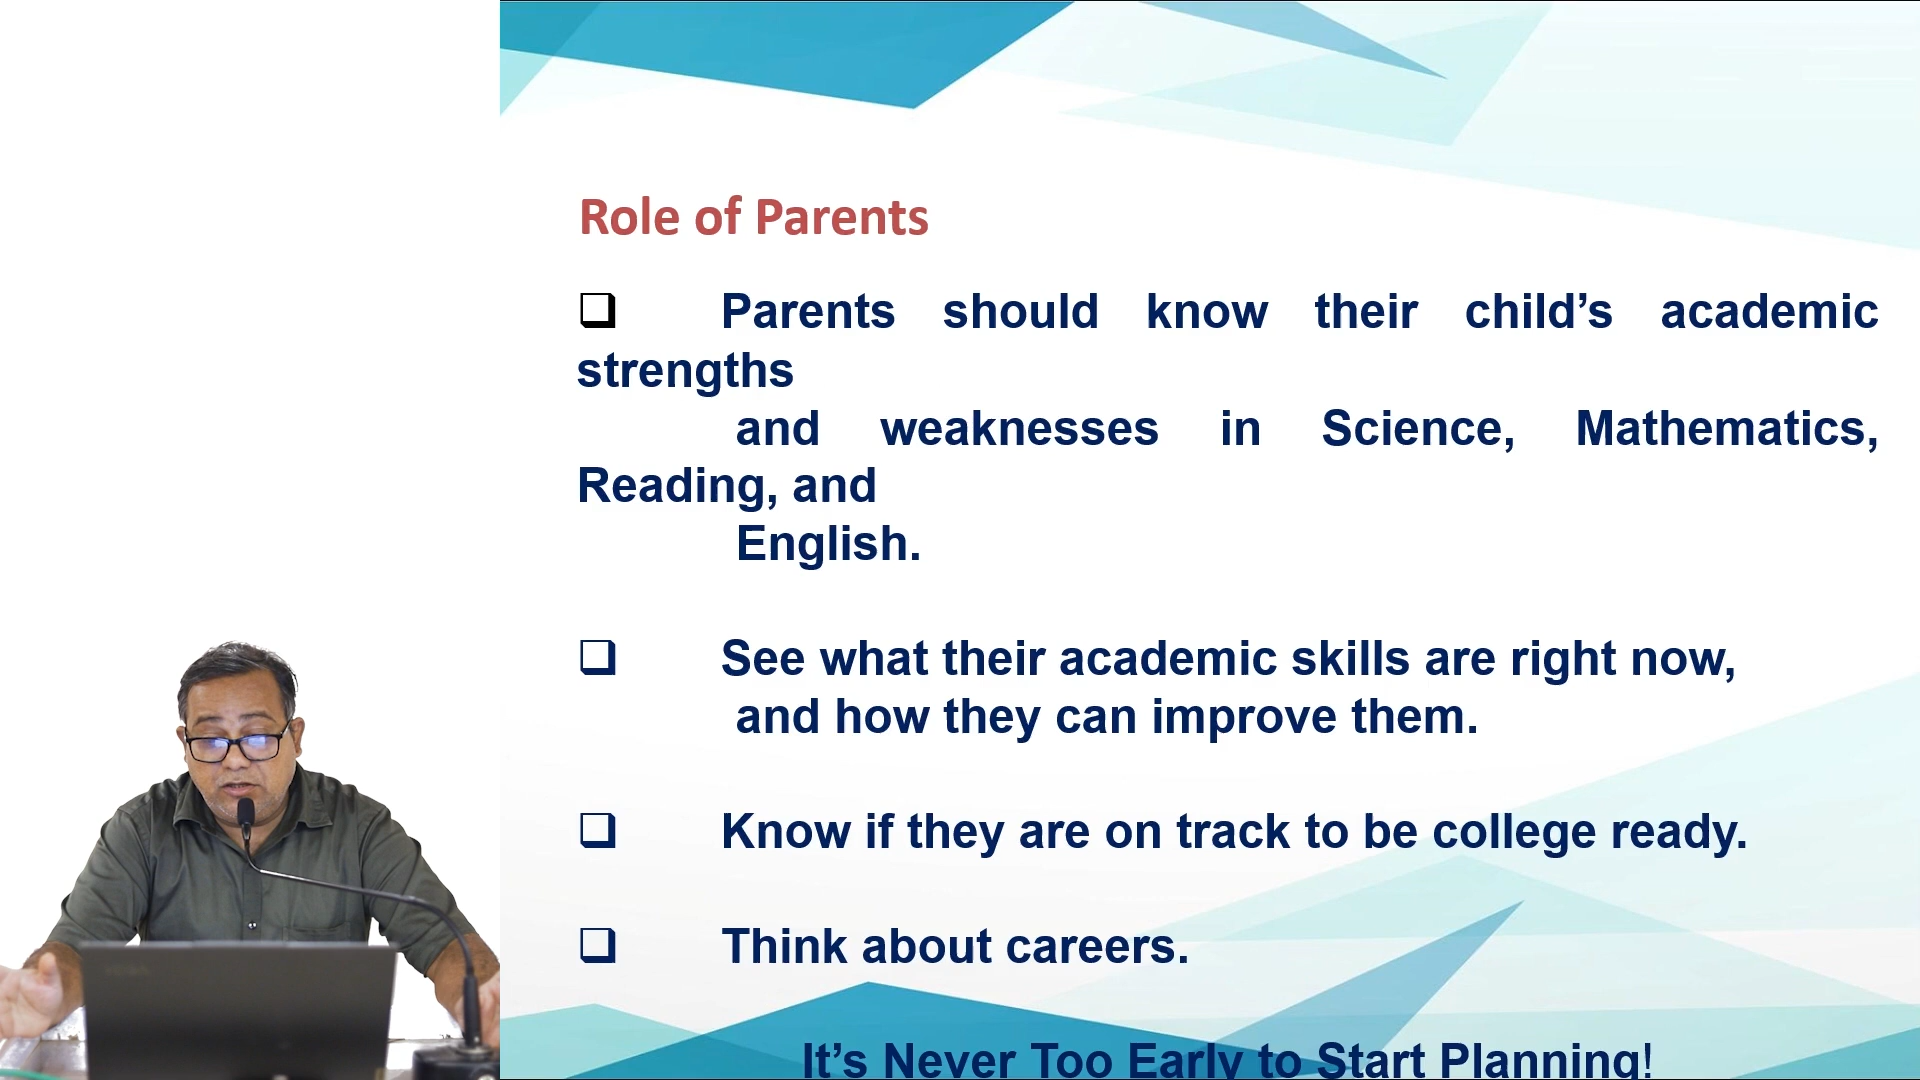 Role of Parents
❑ Parents should know their child’s academic
strengths
and weaknesses in Science, Mathematics,
Reading, and
English.
❑ See what their academic skills are right now,
and how they can improve them.
❑ Know if they are on track to be college ready.
❑ Think about careers.
It’s Never Too Early to Start Planning!